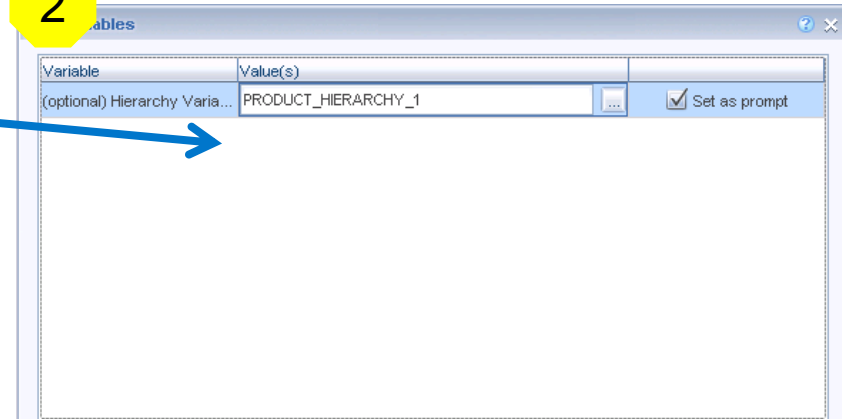 2
ables
Variable Value(s)
(optional) Hierarchy Varia... PRODUCT_HIERARCHY_1 ... Set as prompt